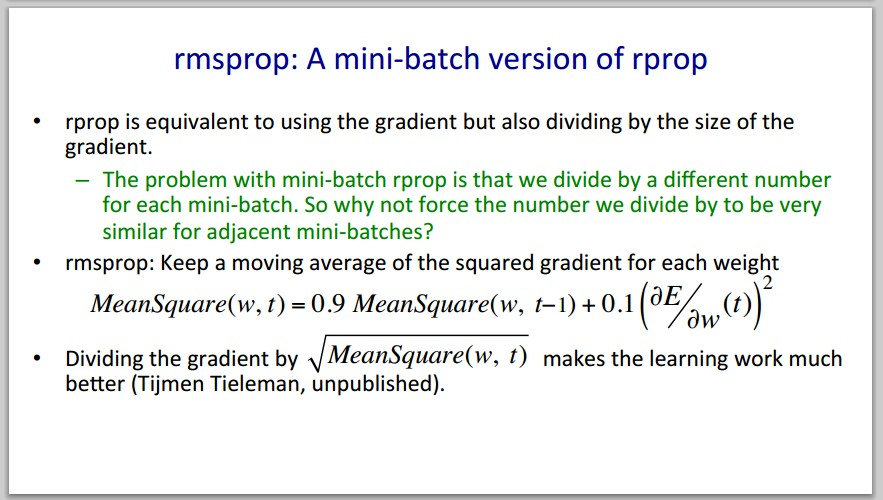 rmsprop: A mini-batch version of rprop
• rprop is equivalent to using the gradient but also dividing by the size of the
gradient.
– The problem with mini-batch rprop is that we divide by a different number
for each mini-batch. So why not force the number we divide by to be very
similar for adjacent mini-batches?
• rmsprop: Keep a moving average of the squared gradient for each weight
MeanSquare(w, t) = 0.9 MeanSquare(w, t−1) + 0.1(∂E/∂w(t))²
• Dividing the gradient by √MeanSquare(w, t) makes the learning work much
better (Tijmen Tieleman, unpublished).